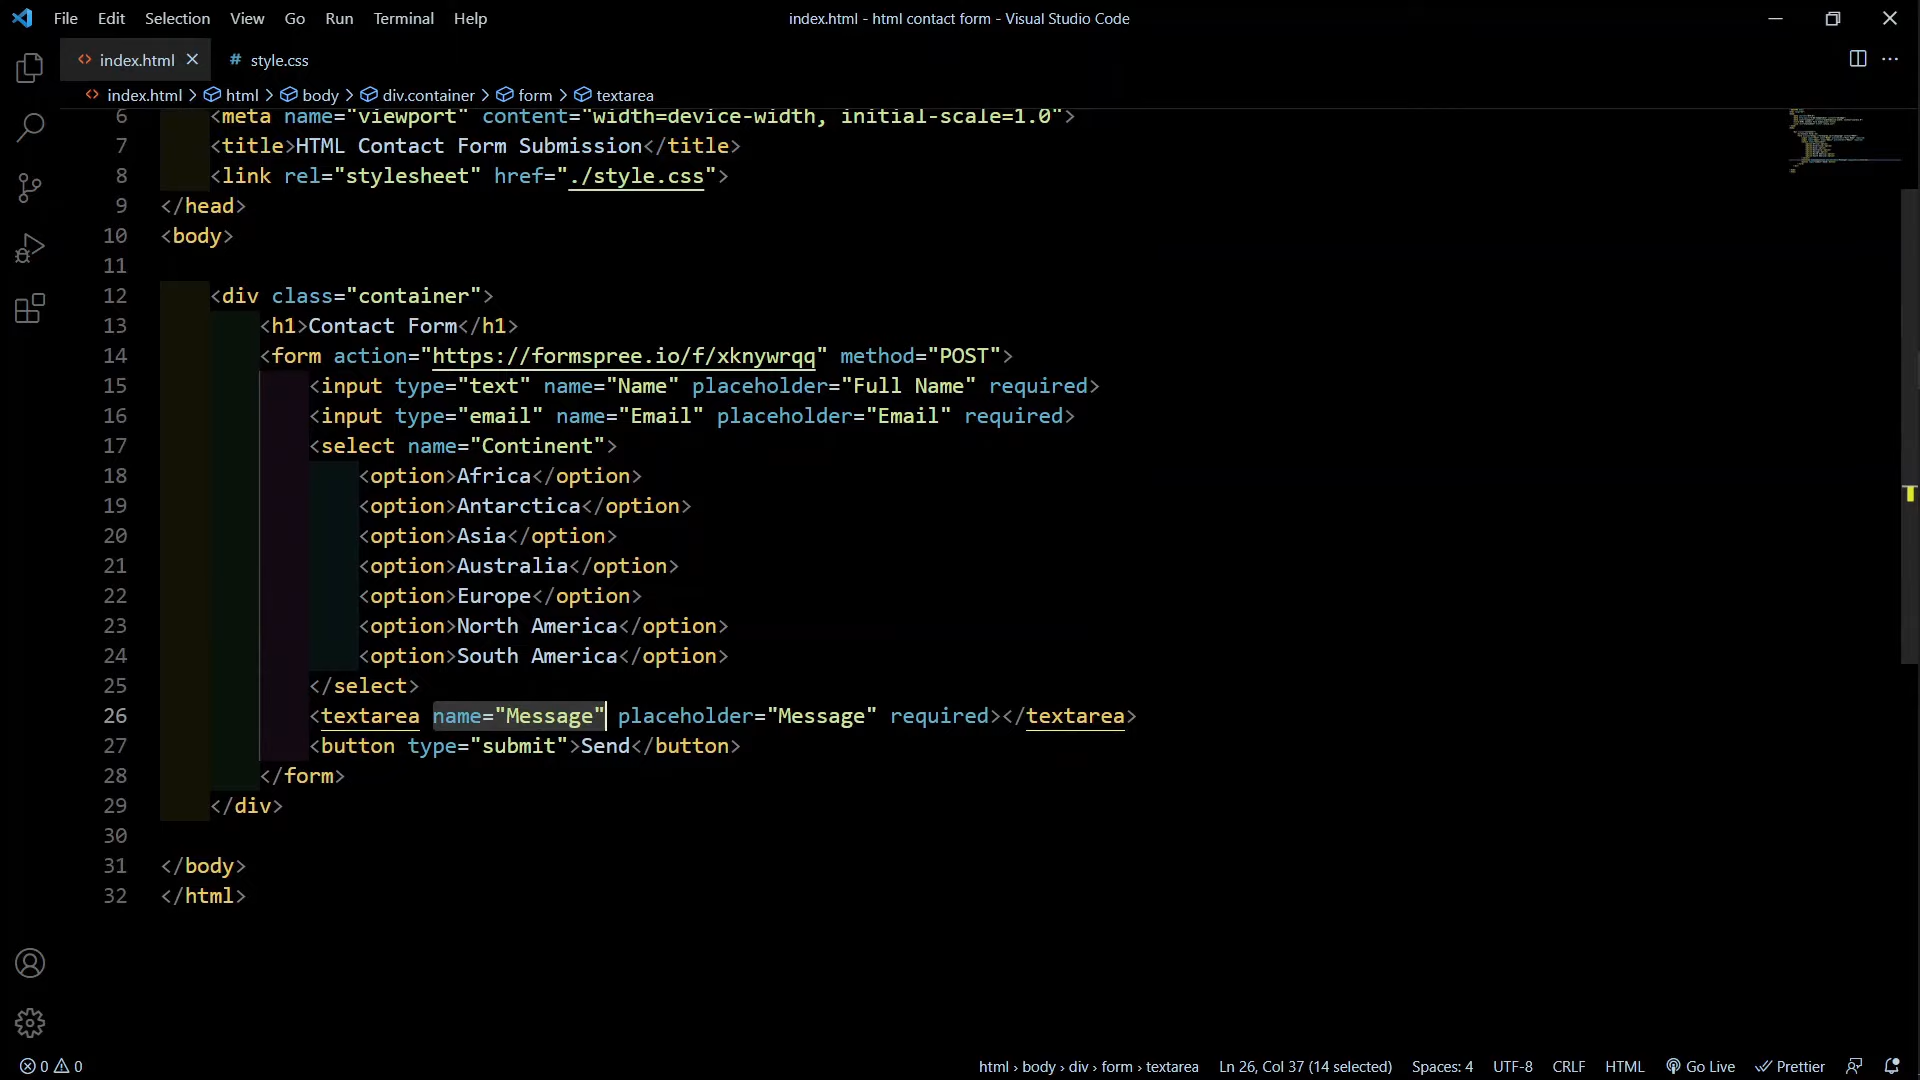 File Edit Selection View Go Run Terminal Help
index.html - html contact form - Visual Studio Code
<> index.html × # style.css
<> index.html > html > body > div.container > form > textarea
6 <meta name="viewport" content="width=device-width, initial-scale=1.0">
7 <title>HTML Contact Form Submission</title>
8 <link rel="stylesheet" href="./style.css">
9 </head>
10 <body>
11
12 <div class="container">
13 <h1>Contact Form</h1>
14 <form action="https://formspree.io/f/xknywrqq" method="POST">
15 <input type="text" name="Name" placeholder="Full Name" required>
16 <input type="email" name="Email" placeholder="Email" required>
17 <select name="Continent">
18 <option>Africa</option>
19 <option>Antarctica</option>
20 <option>Asia</option>
21 <option>Australia</option>
22 <option>Europe</option>
23 <option>North America</option>
24 <option>South America</option>
25 </select>
26 <textarea name="Message" placeholder="Message" required></textarea>
27 <button type="submit">Send</button>
28 </form>
29 </div>
30
31 </body>
32 </html>
0 0 html › body › div › form › textarea Ln 26, Col 37 (14 selected) Spaces: 4 UTF-8 CRLF HTML Go Live Prettier